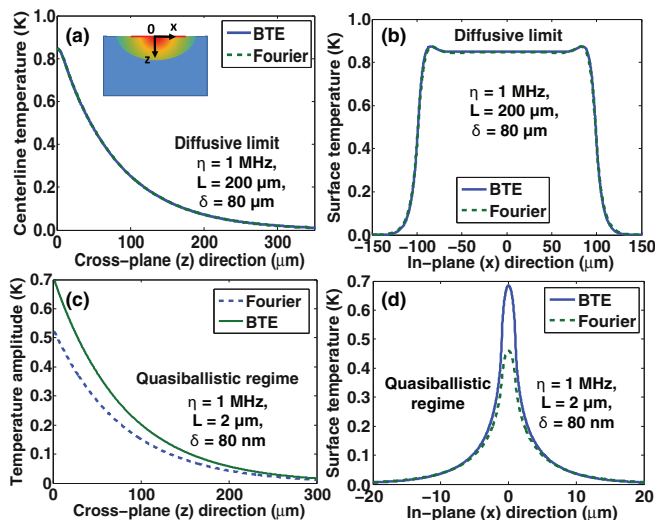 (a)
0
x
z
BTE
Fourier
Diffusive limit
η = 1 MHz,
L = 200 μm,
δ = 80 μm
Centerline temperature (K)
1
0.8
0.6
0.4
0.2
0
0
100
200
300
Cross−plane (z) direction (μm)
(b)
Diffusive limit
η = 1 MHz,
L = 200 μm,
δ = 80 μm
BTE
Fourier
Surface temperature (K)
1
0.8
0.6
0.4
0.2
0
−150
−100
−50
0
50
100
150
In−plane (x) direction (μm)
(c)
Fourier
BTE
Quasiballistic regime
η = 1 MHz,
L = 2 μm,
δ = 80 nm
Temperature amplitude (K)
0.7
0.6
0.5
0.4
0.3
0.2
0.1
0
0
50
100
150
200
250
300
Cross−plane (z) direction (μm)
(d)
BTE
Fourier
Quasiballistic
regime
η = 1 MHz,
L = 2 μm,
δ = 80 nm
Surface temperature (K)
0.7
0.6
0.5
0.4
0.3
0.2
0.1
0
−20
−10
0
10
20
In−plane (x) direction (μm)